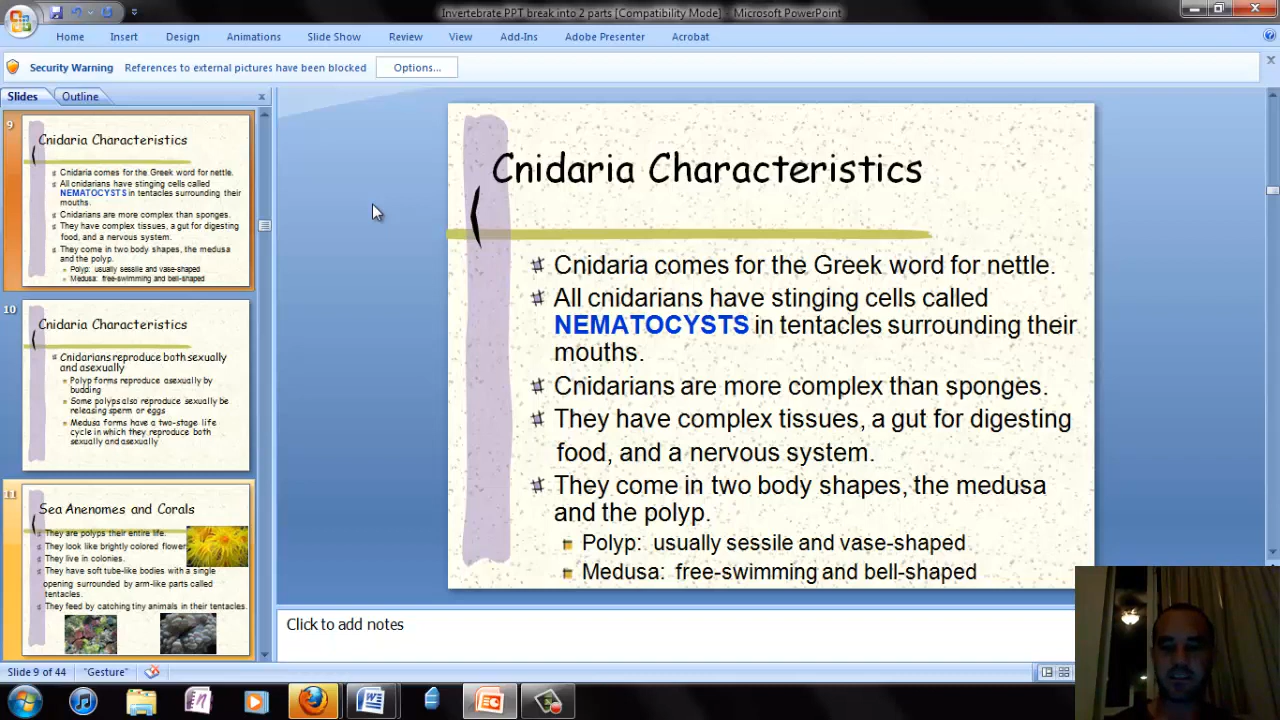 Invertebrate PPT break into 2 parts [Compatibility Mode] - Microsoft PowerPoint
Home Insert Design Animations Slide Show Review View Add-Ins Adobe Presenter Acrobat
Security Warning References to external pictures have been blocked Options...
Slides Outline
9
Cnidaria Characteristics
Cnidaria comes for the Greek word for nettle.
All cnidarians have stinging cells called
NEMATOCYSTS in tentacles surrounding their
mouths.
Cnidarians are more complex than sponges.
They have complex tissues, a gut for digesting
food, and a nervous system.
They come in two body shapes, the medusa
and the polyp.
Polyp: usually sessile and vase-shaped
Medusa: free-swimming and bell-shaped
10
Cnidaria Characteristics
Cnidarians reproduce both sexually
and asexually
Polyp forms reproduce asexually by
budding
Some polyps also reproduce sexually be
releasing sperm or eggs
Medusa forms have a two-stage life
cycle in which they reproduce both
sexually and asexually
11
Sea Anenomes and Corals
They are polyps their entire life.
They look like brightly colored flower
They live in colonies.
They have soft tube-like bodies with a single
opening surrounded by arm-like parts called
tentacles.
They feed by catching tiny animals in their tentacles.
Cnidaria Characteristics
Cnidaria comes for the Greek word for nettle.
All cnidarians have stinging cells called
NEMATOCYSTS in tentacles surrounding their
mouths.
Cnidarians are more complex than sponges.
They have complex tissues, a gut for digesting
food, and a nervous system.
They come in two body shapes, the medusa
and the polyp.
Polyp: usually sessile and vase-shaped
Medusa: free-swimming and bell-shaped
Click to add notes
Slide 9 of 44 "Gesture"